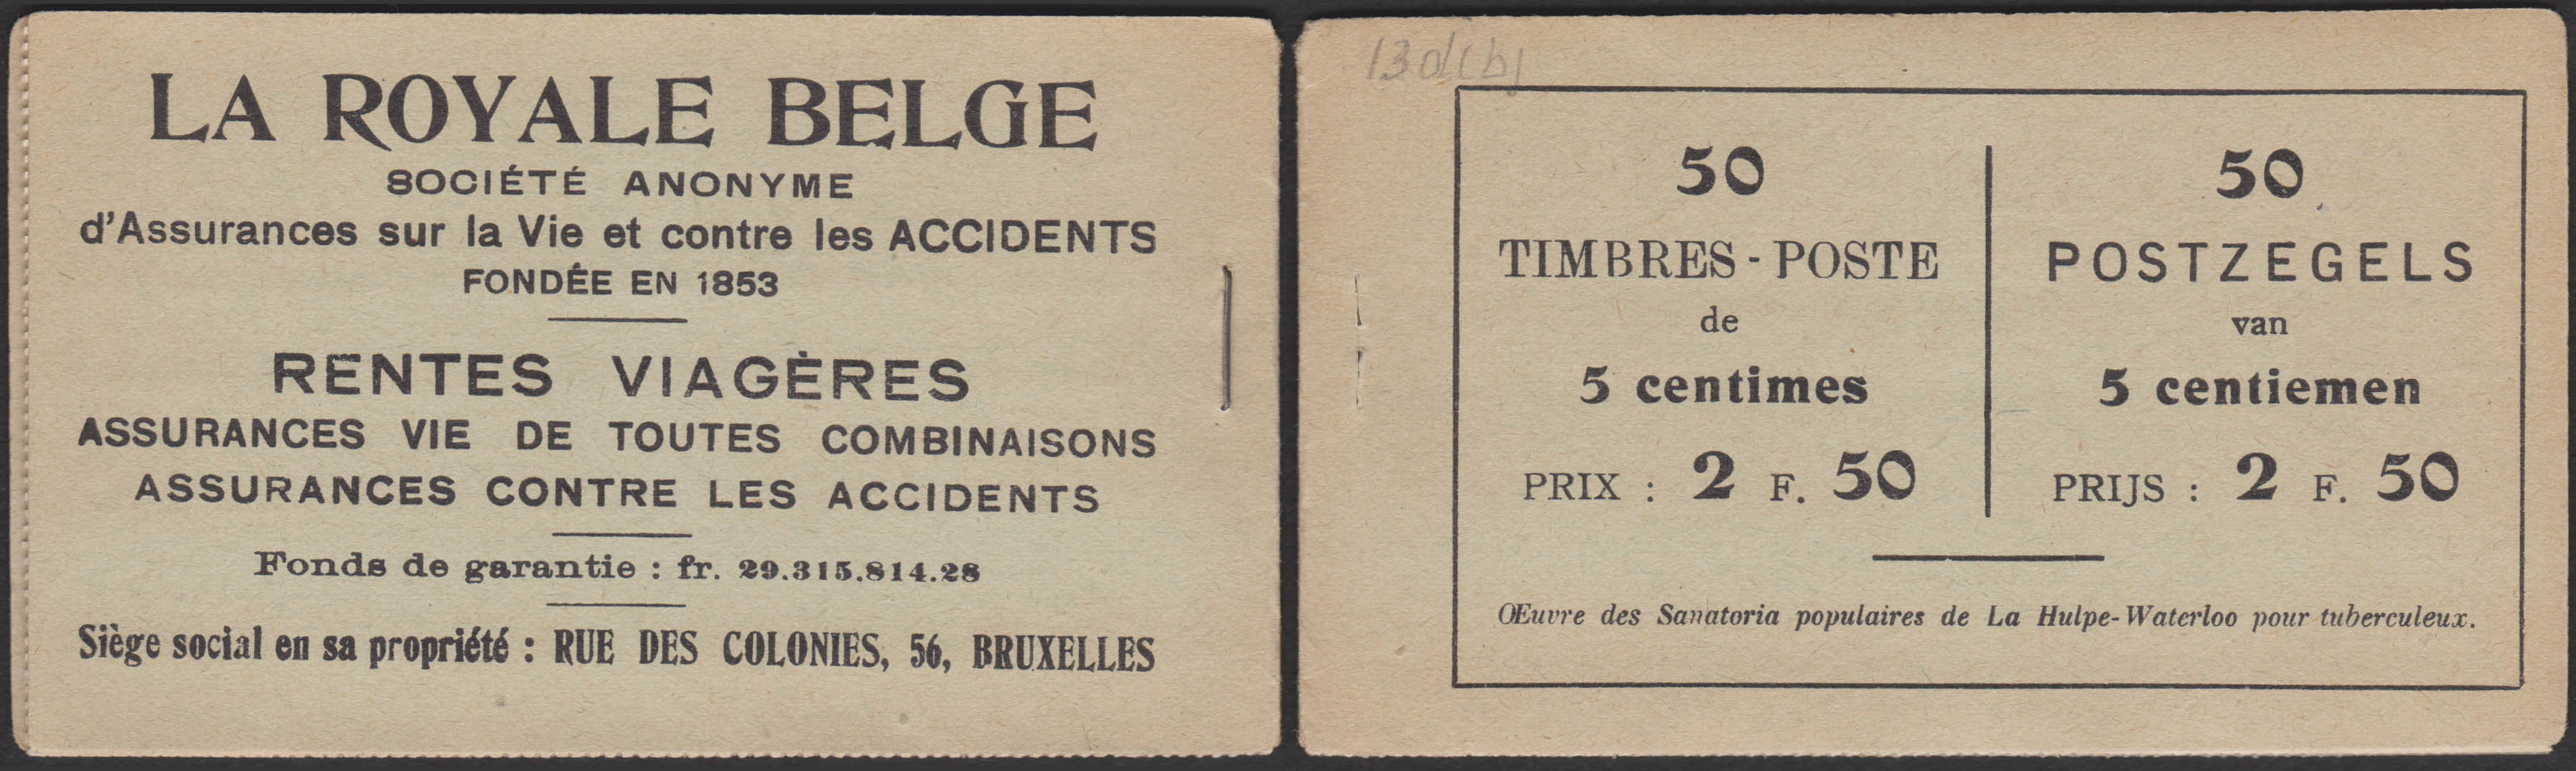 LA ROYALE BELGE
SOCIÉTÉ ANONYME
d'Assurances sur la Vie et contre les ACCIDENTS
FONDÉE EN 1853
RENTES VIAGÈRES
ASSURANCES VIE DE TOUTES COMBINAISONS
ASSURANCES CONTRE LES ACCIDENTS
Fonds de garantie : fr. 29.315.814.28
Siège social en sa propriété : RUE DES COLONIES, 56, BRUXELLES
13d(b)
50
TIMBRES-POSTE
de
5 centimes
PRIX : 2 F. 50
50
POSTZEGELS
van
5 centiemen
PRIJS : 2 F. 50
Œuvre des Sanatoria populaires de La Hulpe-Waterloo pour tuberculeux.